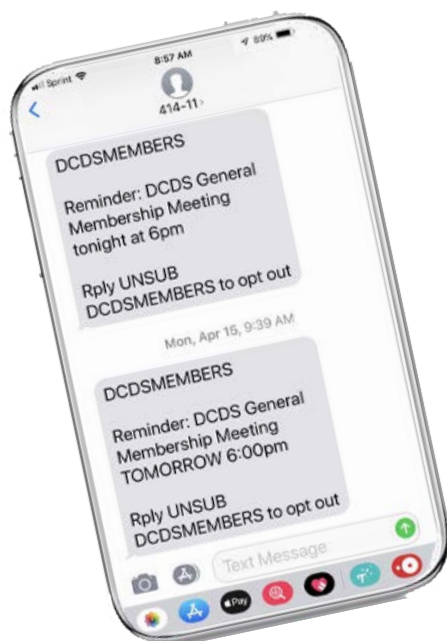 Sprint
8:57 AM
89%
414-11>
DCDSMEMBERS
Reminder: DCDS General
Membership Meeting
tonight at 6pm
Rply UNSUB
DCDSMEMBERS to opt out
Mon, Apr 15, 9:39 AM
DCDSMEMBERS
Reminder: DCDS General
Membership Meeting
TOMORROW 6:00pm
Rply UNSUB
DCDSMEMBERS to opt out
Text Message
Pay